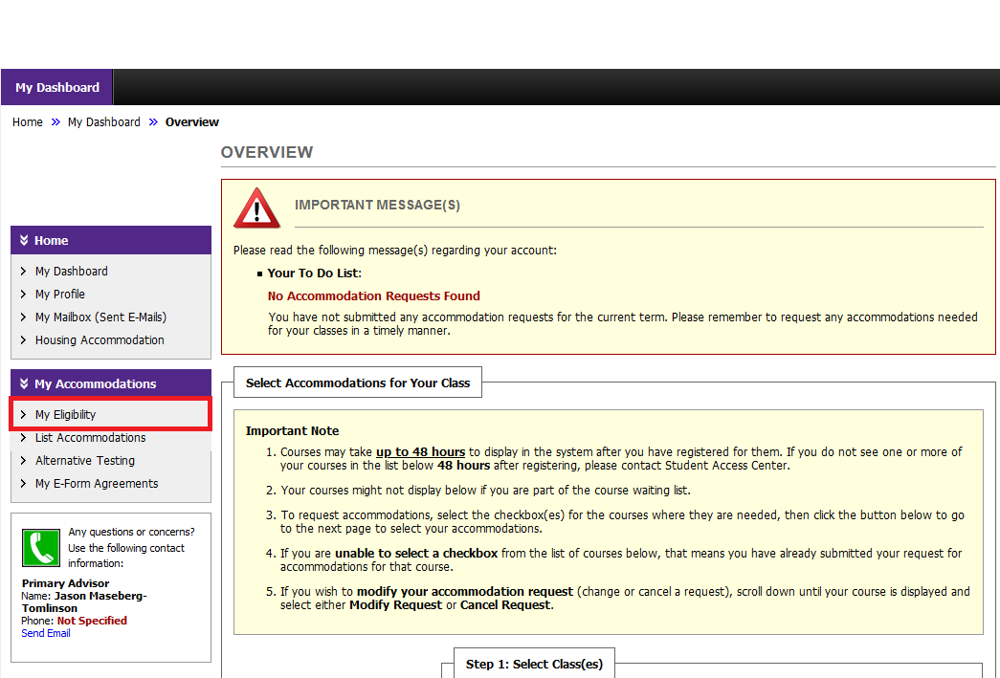 My Dashboard
Home » My Dashboard » Overview
OVERVIEW
IMPORTANT MESSAGE(S)
Please read the following message(s) regarding your account:
Your To Do List:
No Accommodation Requests Found
You have not submitted any accommodation requests for the current term. Please remember to request any accommodations needed
for your classes in a timely manner.
Home
My Dashboard
My Profile
My Mailbox (Sent E-Mails)
Housing Accommodation
My Accommodations
My Eligibility
List Accommodations
Alternative Testing
My E-Form Agreements
Any questions or concerns?
Use the following contact
information:
Primary Advisor
Name: Jason Maseberg-
Tomlinson
Phone: Not Specified
Send Email
Select Accommodations for Your Class
Important Note
1. Courses may take up to 48 hours to display in the system after you have registered for them. If you do not see one or more of
your courses in the list below 48 hours after registering, please contact Student Access Center.
2. Your courses might not display below if you are part of the course waiting list.
3. To request accommodations, select the checkbox(es) for the courses where they are needed, then click the button below to go
to the next page to select your accommodations.
4. If you are unable to select a checkbox from the list of courses below, that means you have already submitted your request for
accommodations for that course.
5. If you wish to modify your accommodation request (change or cancel a request), scroll down until your course is displayed and
select either Modify Request or Cancel Request.
Step 1: Select Class(es)